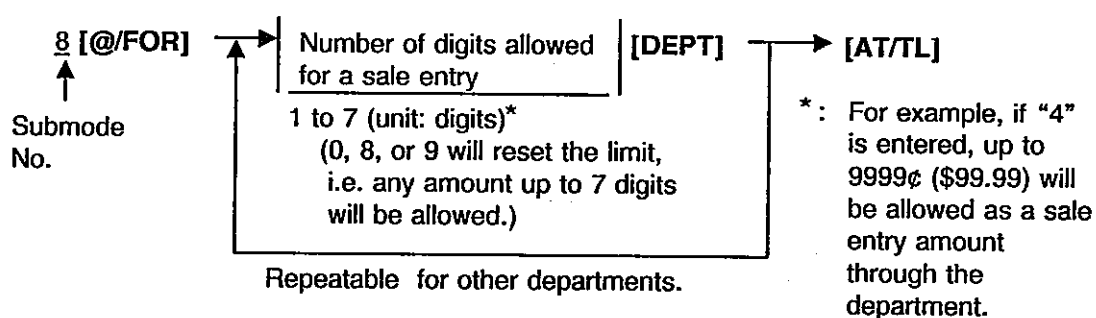 8 [@/FOR]
Number of digits allowed [DEPT]
for a sale entry
[AT/TL]
Submode
No.
1 to 7 (unit: digits)*
(0, 8, or 9 will reset the limit,
i.e. any amount up to 7 digits
will be allowed.)
Repeatable for other departments.
*: For example, if "4"
is entered, up to
9999¢ ($99.99) will
be allowed as a sale
entry amount
through the
department.